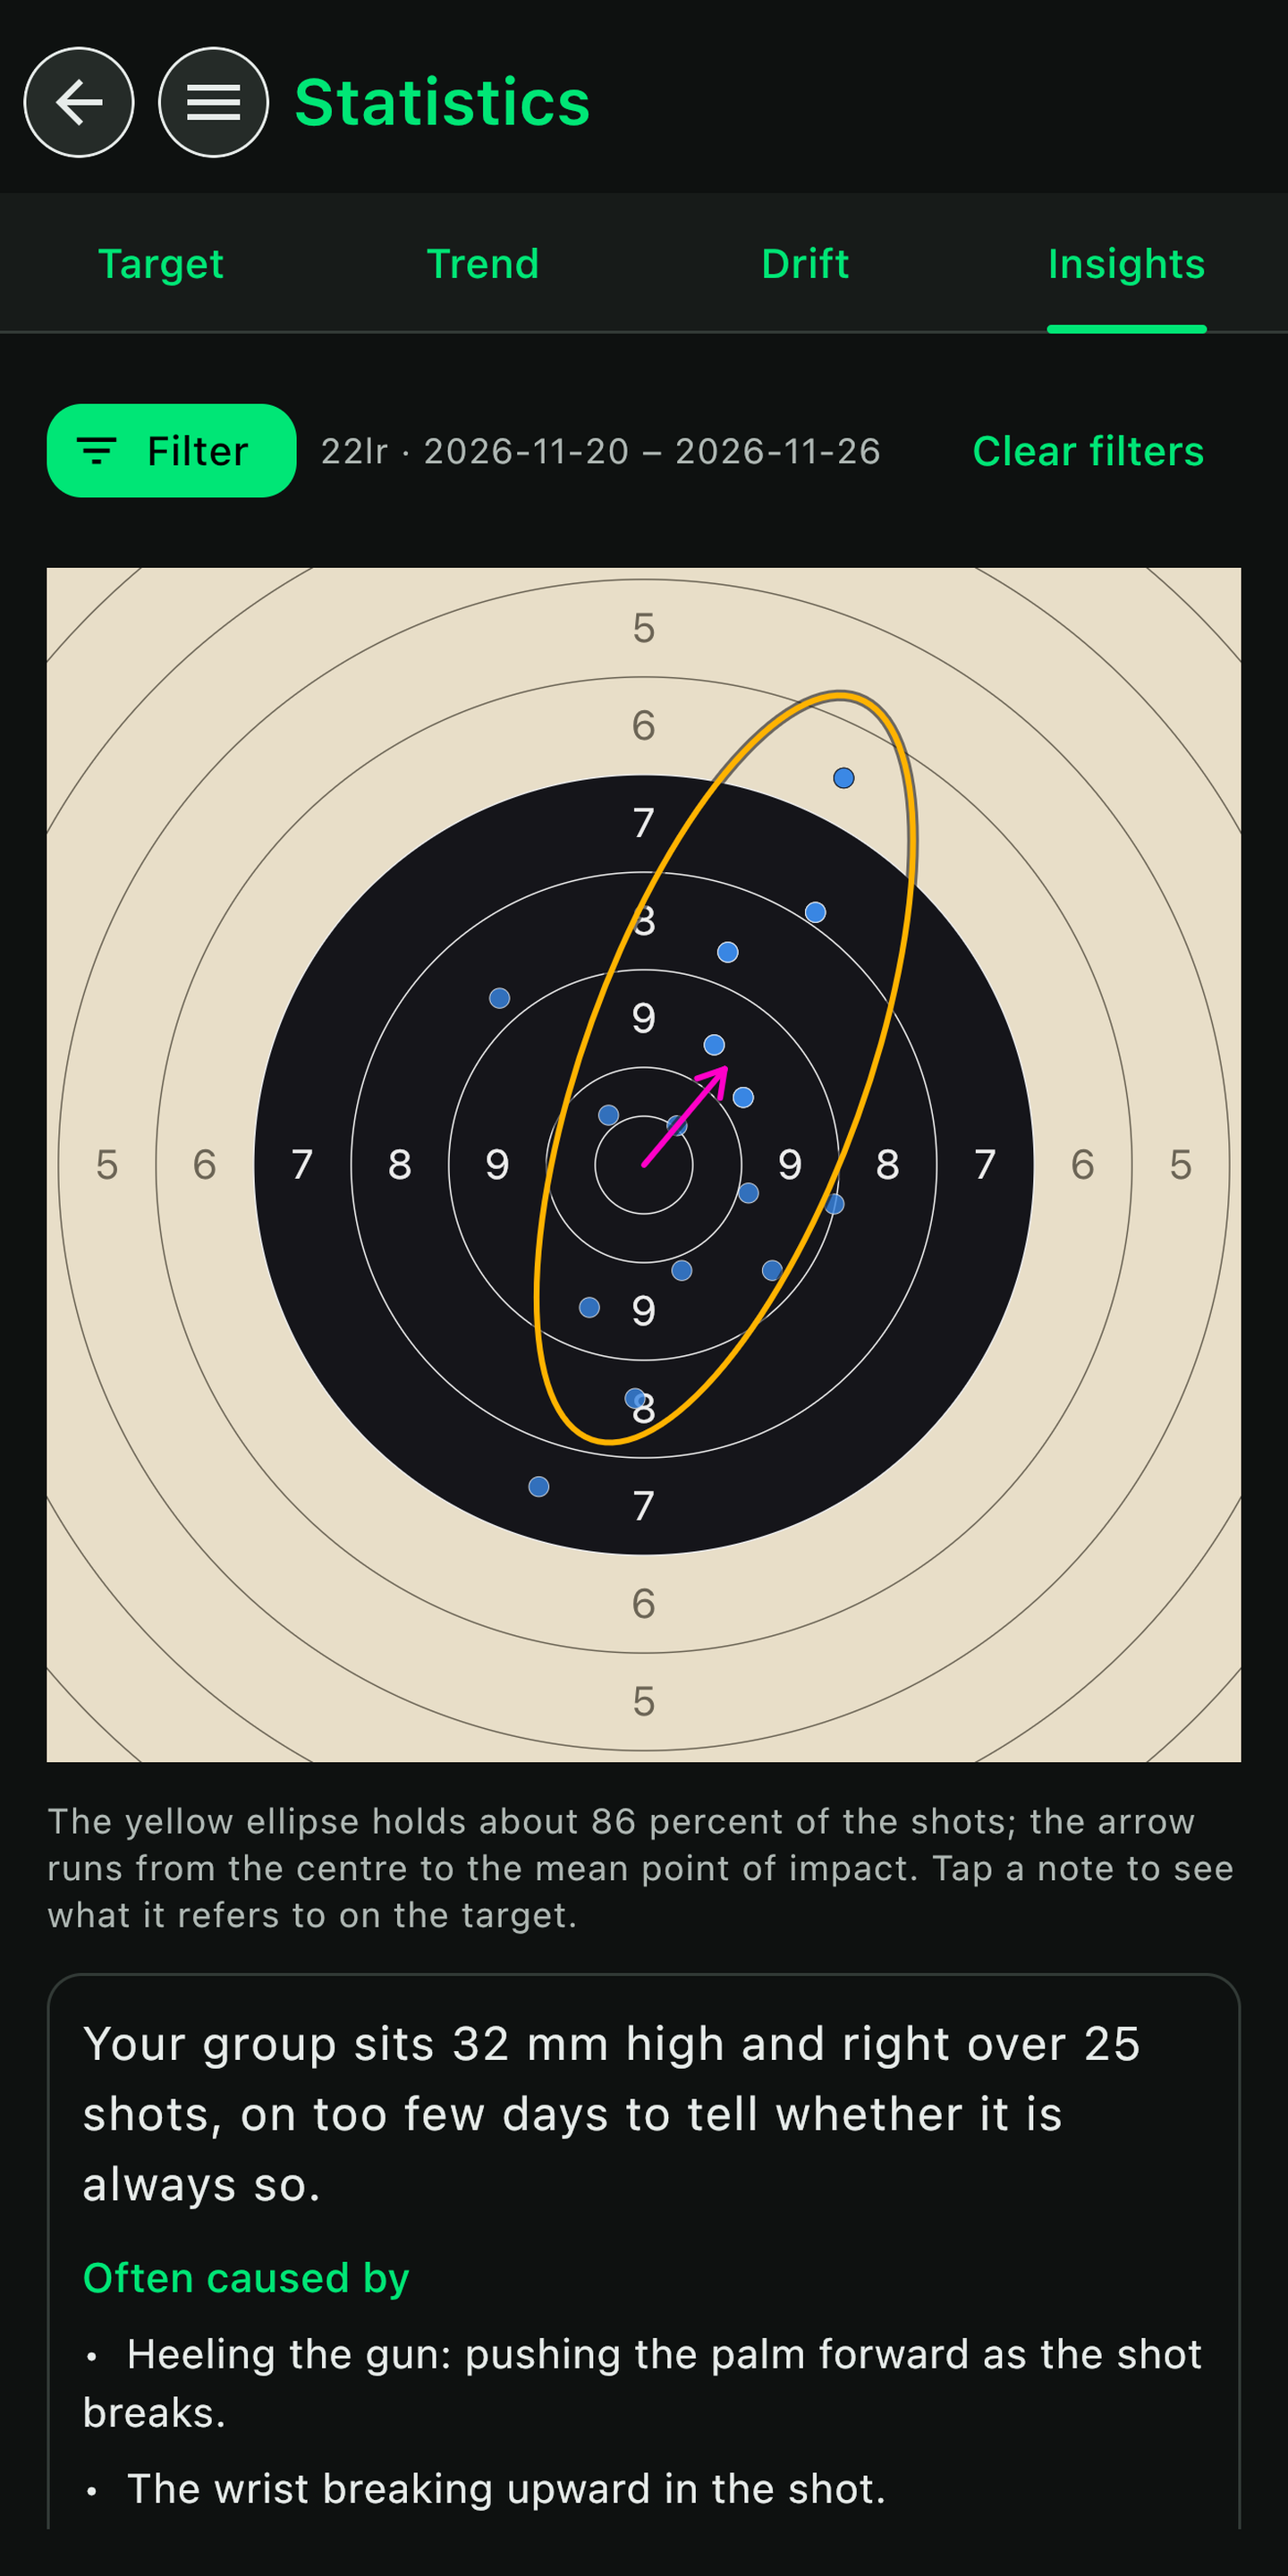 Statistics
Target Trend Drift Insights
Filter 22lr · 2026-11-20 – 2026-11-26 Clear filters
5
6
7
8
9
5 6 7 8 9 9 8 7 6 5
9
8
7
6
5
The yellow ellipse holds about 86 percent of the shots; the arrow
runs from the centre to the mean point of impact. Tap a note to see
what it refers to on the target.
Your group sits 32 mm high and right over 25
shots, on too few days to tell whether it is
always so.
Often caused by
• Heeling the gun: pushing the palm forward as the shot
breaks.
• The wrist breaking upward in the shot.